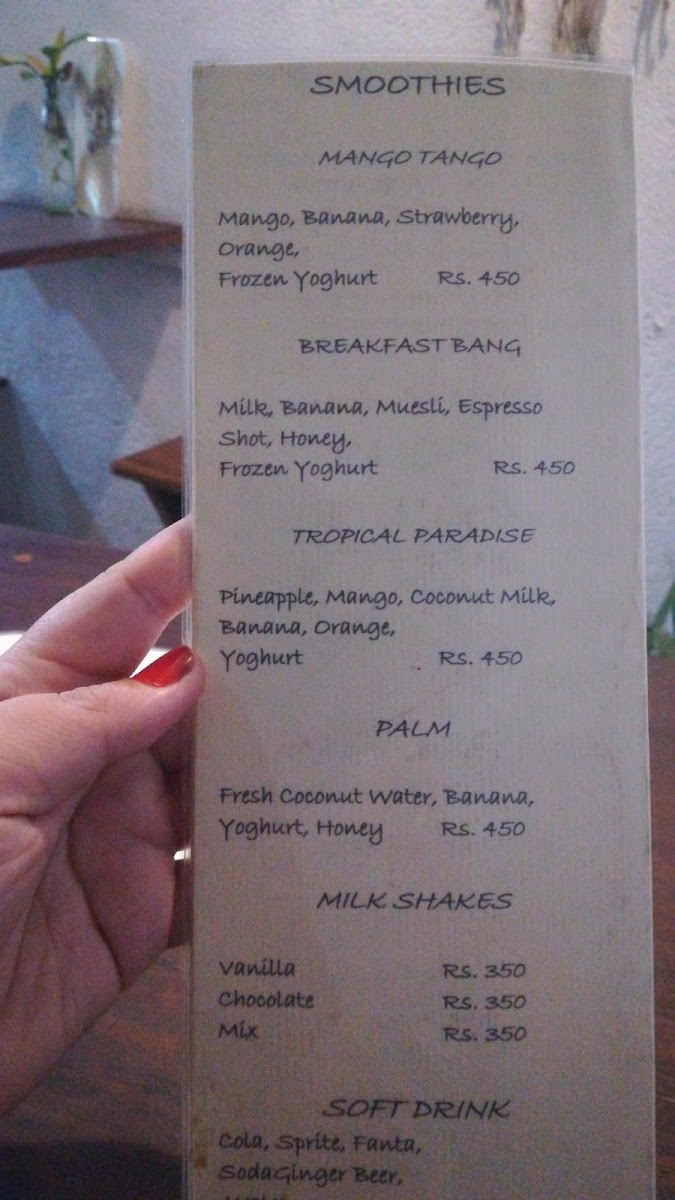 SMOOTHIES
MANGO TANGO
Mango, Banana, Strawberry,
Orange,
Frozen Yoghurt Rs. 450
BREAKFAST BANG
Milk, Banana, Muesli, Espresso
Shot, Honey,
Frozen Yoghurt Rs. 450
TROPICAL PARADISE
Pineapple, Mango, Coconut Milk,
Banana, Orange,
Yoghurt Rs. 450
PALM
Fresh Coconut Water, Banana,
Yoghurt, Honey Rs. 450
MILK SHAKES
Vanilla Rs. 350
Chocolate Rs. 350
Mix Rs. 350
SOFT DRINK
Cola, Sprite, Fanta,
SodaGinger Beer,